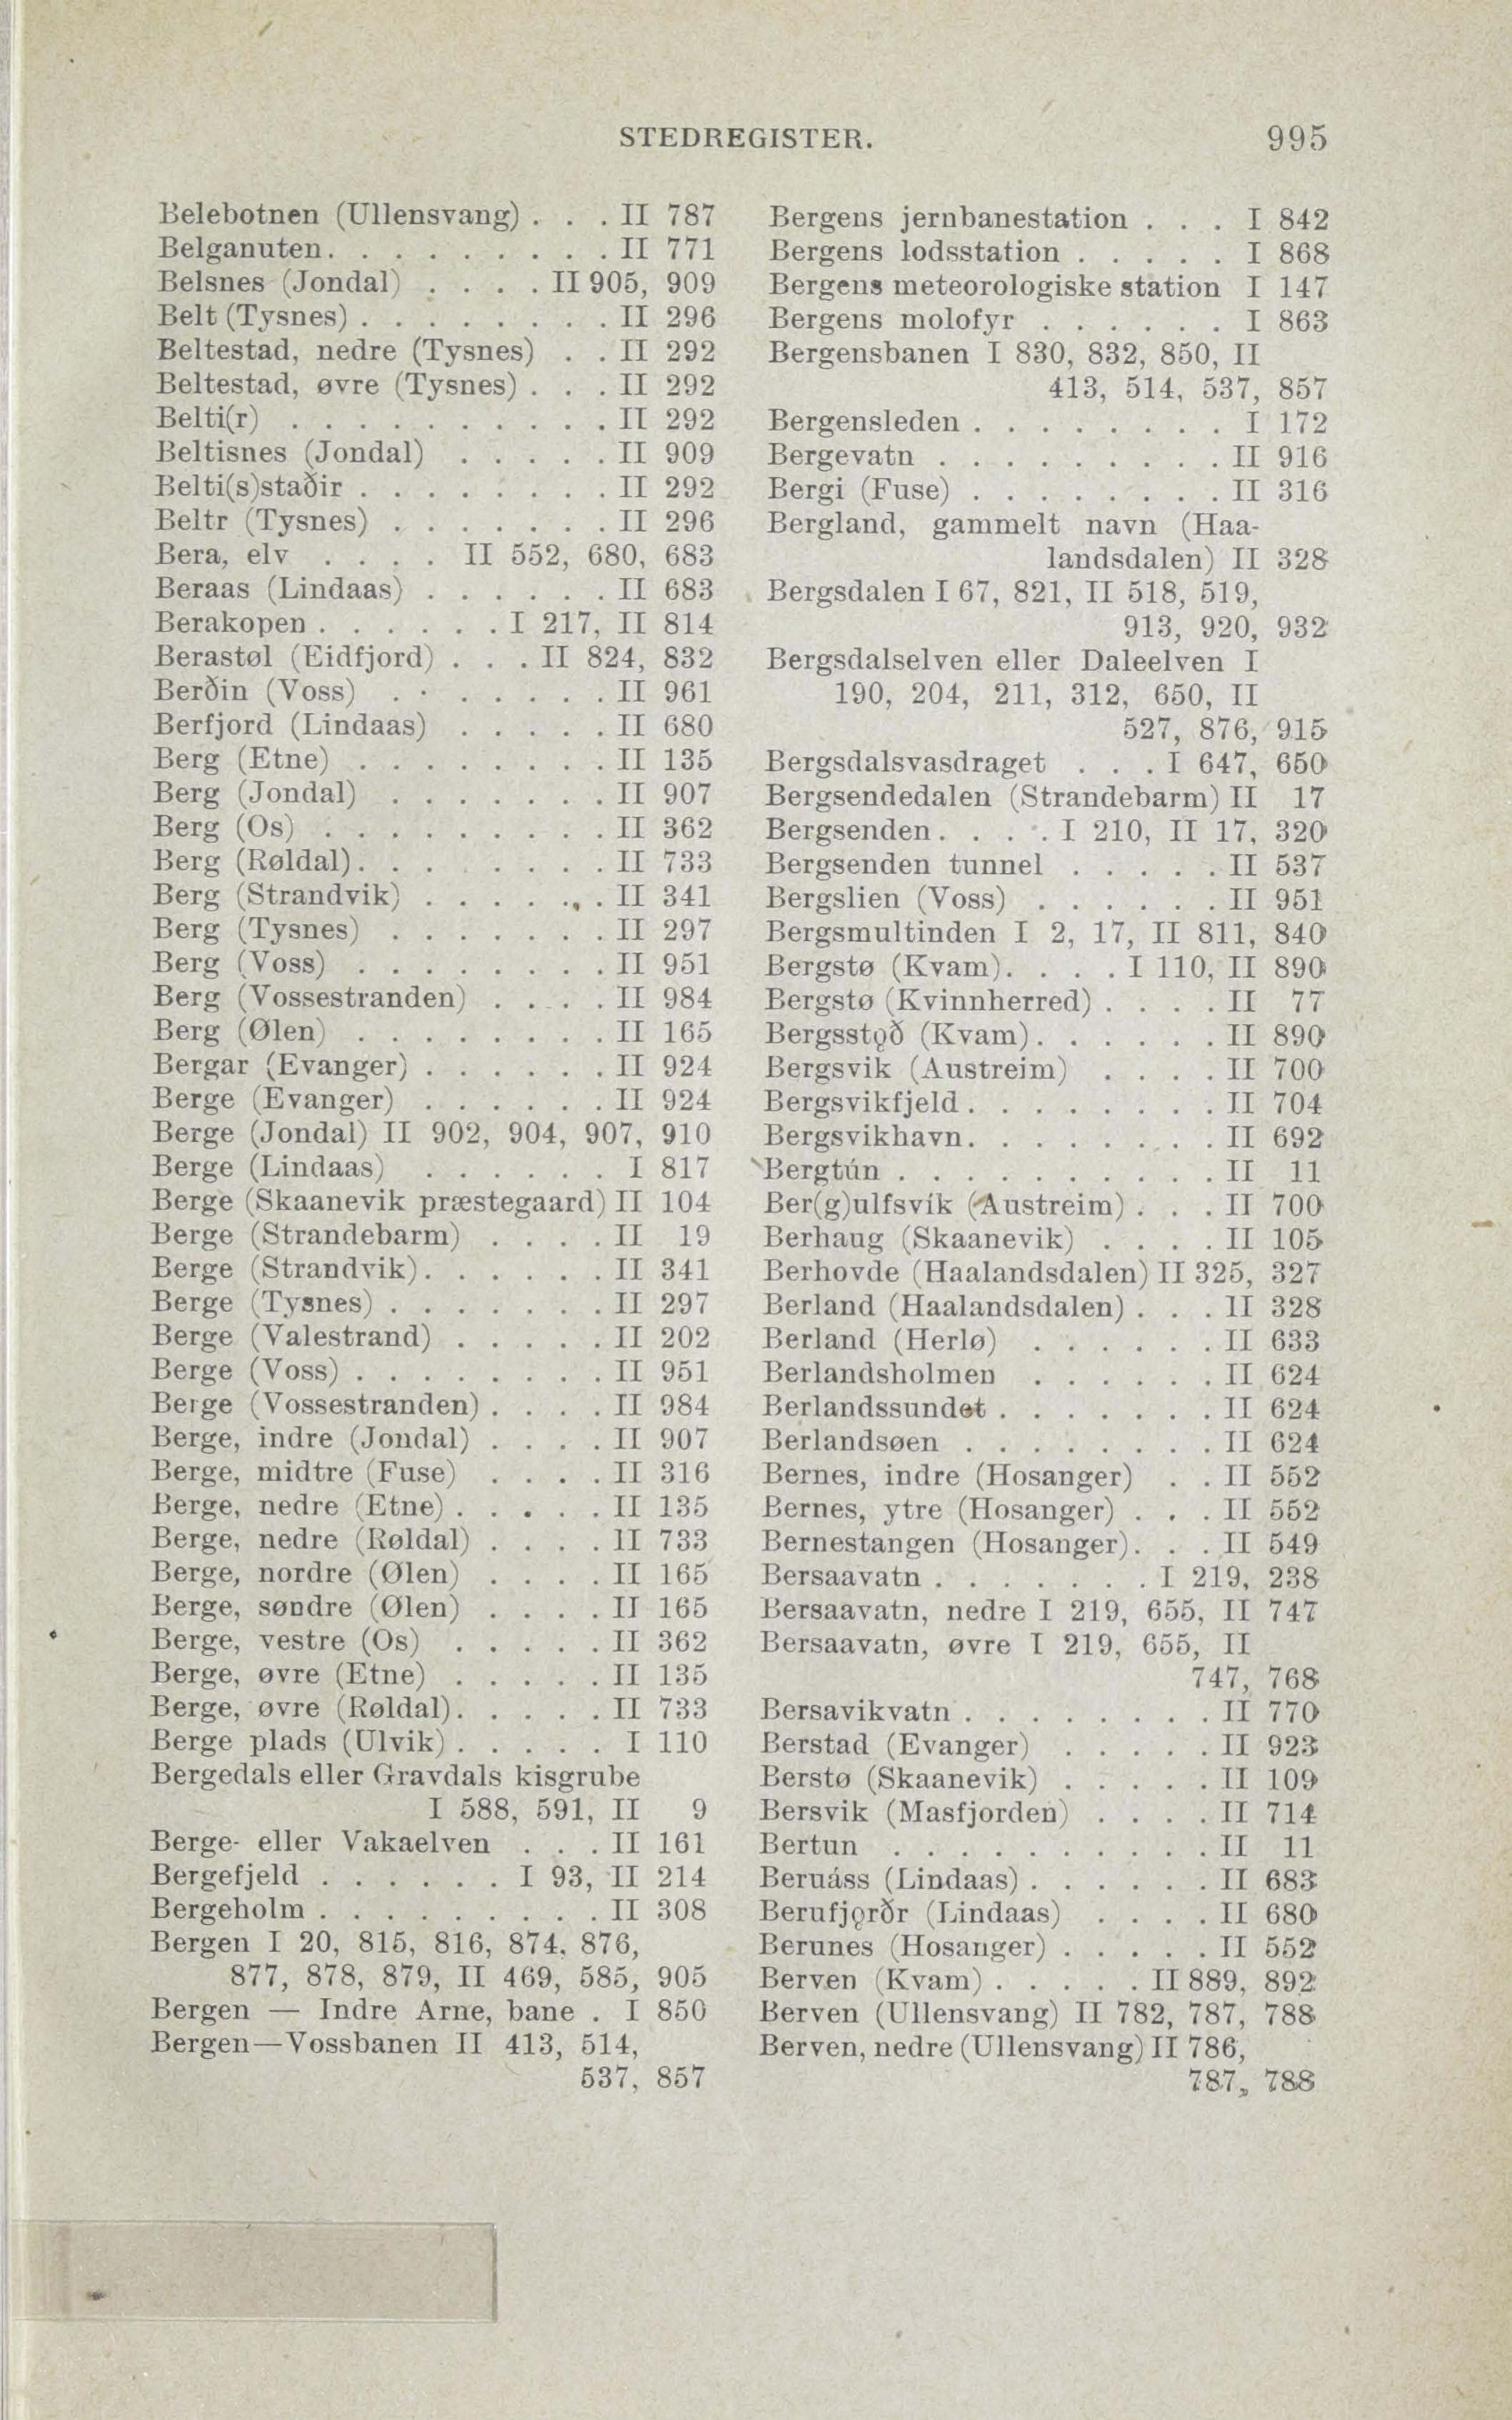 STEDREGISTER. 995
Belebotnen (Ullensvang) . . . II 787
Belganuten. . . . . . . . . II 771
Belsnes (Jondal) . . . . II 905, 909
Belt (Tysnes) . . . . . . . . II 296
Beltestad, nedre (Tysnes) . . II 292
Beltestad, øvre (Tysnes) . . . II 292
Belti(r) . . . . . . . . . . II 292
Beltisnes (Jondal) . . . . . II 909
Belti(s)staðir . . . . . . . . II 292
Beltr (Tysnes) . . . . . . . II 296
Bera, elv . . . . II 552, 680, 683
Beraas (Lindaas) . . . . . . II 683
Berakopen . . . . . . I 217, II 814
Berastøl (Eidfjord) . . . II 824, 832
Berðin (Voss) . . . . . . . II 961
Berfjord (Lindaas) . . . . . II 680
Berg (Etne) . . . . . . . . II 135
Berg (Jondal) . . . . . . . II 907
Berg (Os) . . . . . . . . . II 362
Berg (Røldal). . . . . . . . II 733
Berg (Strandvik) . . . . . . II 341
Berg (Tysnes) . . . . . . . II 297
Berg (Voss) . . . . . . . . II 951
Berg (Vossestranden) . . . . II 984
Berg (Ølen) . . . . . . . . II 165
Bergar (Evanger) . . . . . . II 924
Berge (Evanger) . . . . . . II 924
Berge (Jondal) II 902, 904, 907, 910
Berge (Lindaas) . . . . . . I 817
Berge (Skaanevik præstegaard) II 104
Berge (Strandebarm) . . . . II 19
Berge (Strandvik). . . . . . II 341
Berge (Tysnes) . . . . . . . II 297
Berge (Valestrand) . . . . . II 202
Berge (Voss) . . . . . . . . II 951
Berge (Vossestranden) . . . . II 984
Berge, indre (Jondal) . . . . II 907
Berge, midtre (Fuse) . . . . II 316
Berge, nedre (Etne) . . . . . II 135
Berge, nedre (Røldal) . . . . II 733
Berge, nordre (Ølen) . . . . II 165
Berge, søndre (Ølen) . . . . II 165
Berge, vestre (Os) . . . . . II 362
Berge, øvre (Etne) . . . . . II 135
Berge, øvre (Røldal). . . . . II 733
Berge plads (Ulvik) . . . . . I 110
Bergedals eller Gravdals kisgrube
I 588, 591, II 9
Berge- eller Vakaelven . . . II 161
Bergefjeld . . . . . . I 93, II 214
Bergeholm . . . . . . . . . II 308
Bergen I 20, 815, 816, 874, 876,
877, 878, 879, II 469, 585, 905
Bergen — Indre Arne, bane . I 850
Bergen—Vossbanen II 413, 514,
537, 857
Bergens jernbanestation . . . I 842
Bergens lodsstation . . . . . I 868
Bergens meteorologiske station I 147
Bergens molofyr . . . . . . I 863
Bergensbanen I 830, 832, 850, II
413, 514, 537, 857
Bergensleden . . . . . . . . I 172
Bergevatn . . . . . . . . . II 916
Bergi (Fuse) . . . . . . . . II 316
Bergland, gammelt navn (Haa-
landsdalen) II 328
Bergsdalen I 67, 821, II 518, 519,
913, 920, 932
Bergsdalselven eller Daleelven I
190, 204, 211, 312, 650, II
527, 876, 915
Bergsdalsvasdraget . . . I 647, 650
Bergsendedalen (Strandebarm) II 17
Bergsenden. . . . . I 210, II 17, 320
Bergsenden tunnel . . . . . II 537
Bergslien (Voss) . . . . . . II 951
Bergsmultinden I 2, 17, II 811, 840
Bergstø (Kvam). . . . I 110, II 890
Bergstø (Kvinnherred) . . . . II 77
Bergsstǫð (Kvam). . . . . . II 890
Bergsvik (Austreim) . . . . II 700
Bergsvikfjeld. . . . . . . . II 704
Bergsvikhavn. . . . . . . . II 692
Bergtún . . . . . . . . . . II 11
Ber(g)ulfsvík (Austreim) . . . II 700
Berhaug (Skaanevik) . . . . II 105
Berhovde (Haalandsdalen) II 325, 327
Berland (Haalandsdalen) . . . II 328
Berland (Herlø) . . . . . . II 633
Berlandsholmen . . . . . . II 624
Berlandssundet . . . . . . . II 624
Berlandsøen . . . . . . . . II 624
Bernes, indre (Hosanger) . . II 552
Bernes, ytre (Hosanger) . . . II 552
Bernestangen (Hosanger). . . II 549
Bersaavatn . . . . . . . I 219, 238
Bersaavatn, nedre I 219, 655, II 747
Bersaavatn, øvre I 219, 655, II
747, 768
Bersavikvatn . . . . . . . . II 770
Berstad (Evanger) . . . . . II 923
Berstø (Skaanevik) . . . . . II 109
Bersvik (Masfjorden) . . . . II 714
Bertun . . . . . . . . . . II 11
Beruáss (Lindaas) . . . . . . II 683
Berufjǫrðr (Lindaas) . . . . II 680
Berunes (Hosanger) . . . . . II 552
Berven (Kvam) . . . . . II 889, 892
Berven (Ullensvang) II 782, 787, 788
Berven, nedre (Ullensvang) II 786,
787, 788